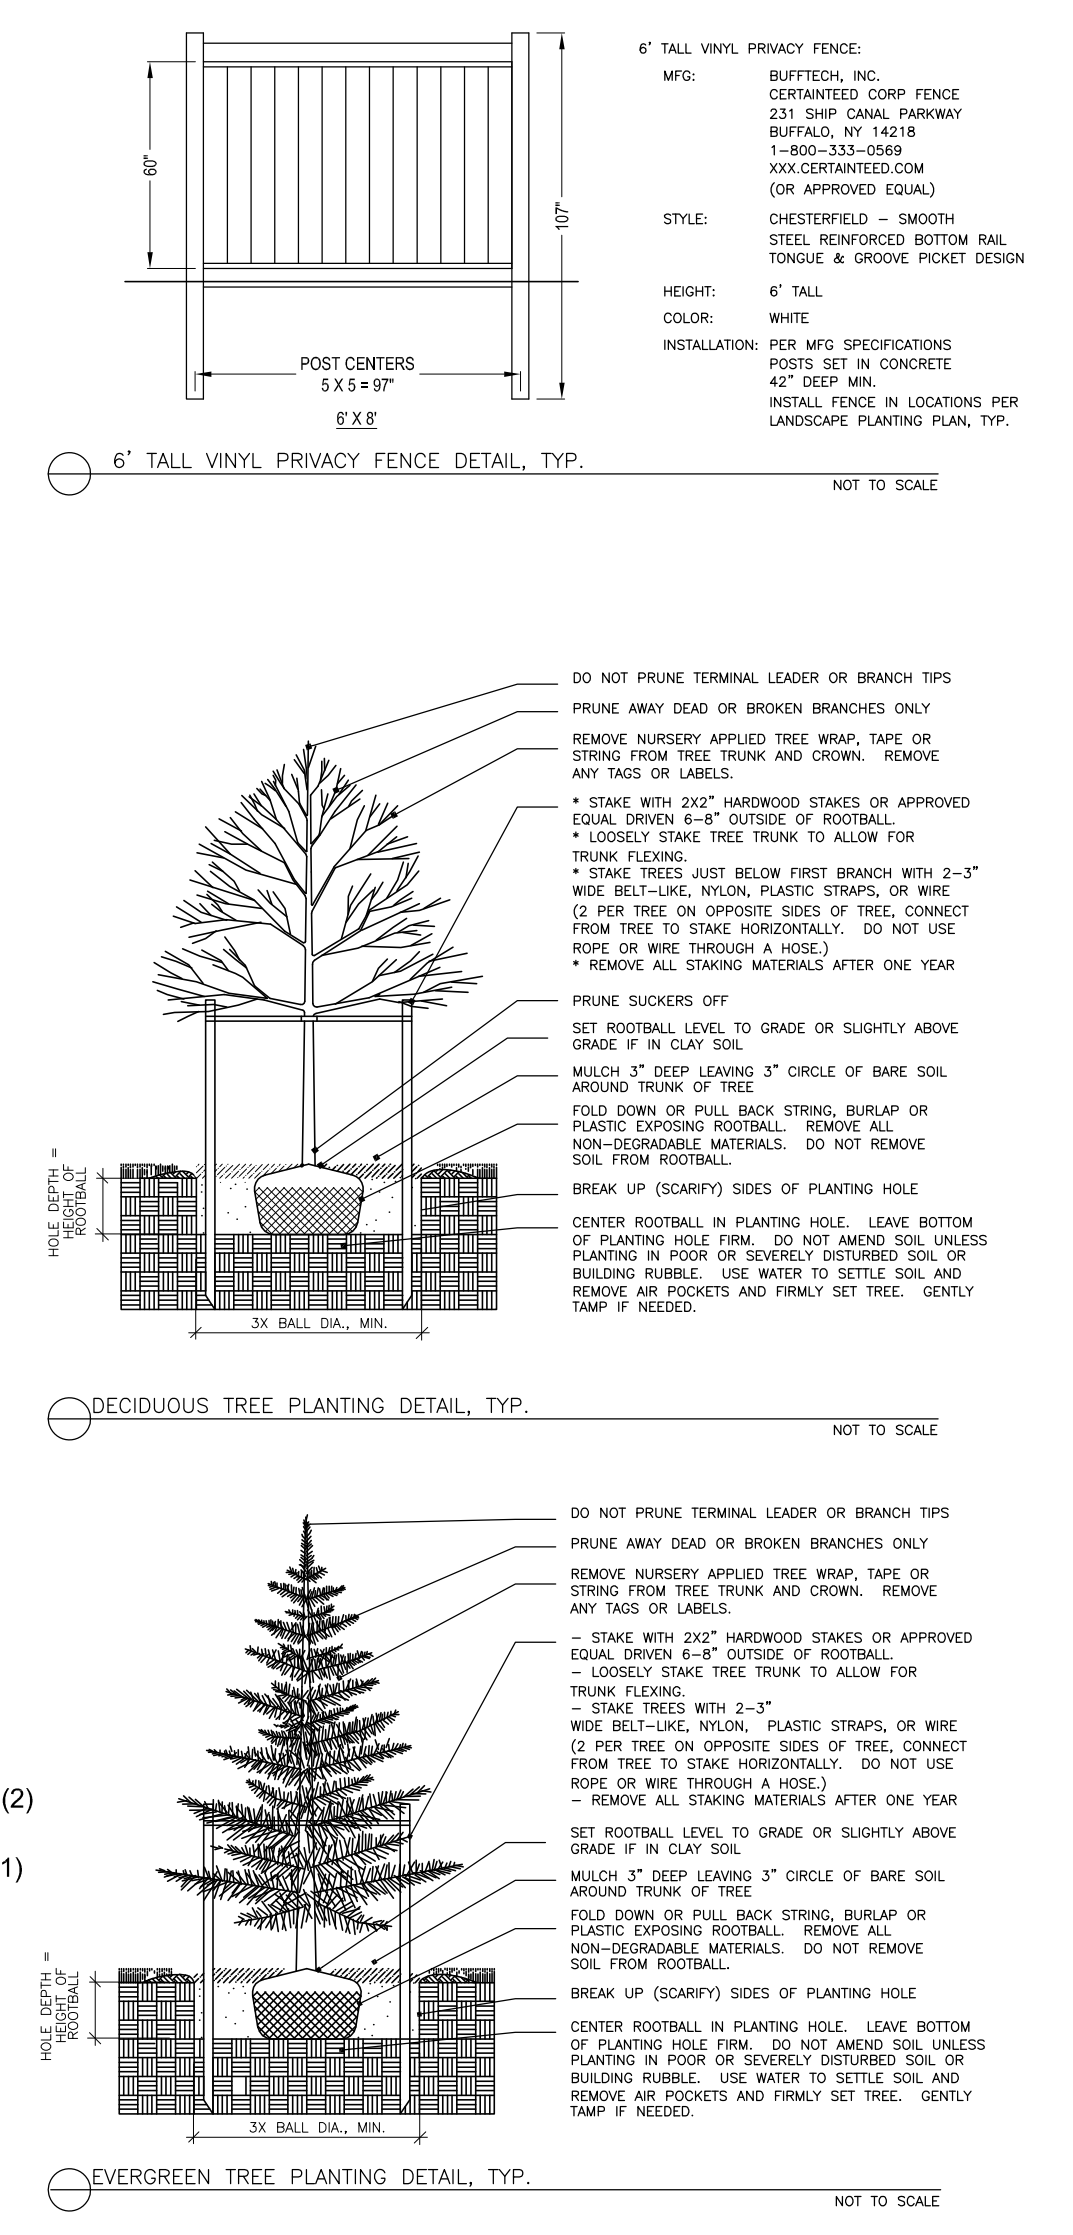 60"
107"
POST CENTERS
5 X 5 = 97"
6' X 8'
6' TALL VINYL PRIVACY FENCE:
MFG: BUFFTECH, INC.
CERTAINTEED CORP FENCE
231 SHIP CANAL PARKWAY
BUFFALO, NY 14218
1-800-333-0569
XXX.CERTAINTEED.COM
(OR APPROVED EQUAL)
STYLE: CHESTERFIELD - SMOOTH
STEEL REINFORCED BOTTOM RAIL
TONGUE & GROOVE PICKET DESIGN
HEIGHT: 6' TALL
COLOR: WHITE
INSTALLATION: PER MFG SPECIFICATIONS
POSTS SET IN CONCRETE
42" DEEP MIN.
INSTALL FENCE IN LOCATIONS PER
LANDSCAPE PLANTING PLAN, TYP.
6' TALL VINYL PRIVACY FENCE DETAIL, TYP.
NOT TO SCALE
DO NOT PRUNE TERMINAL LEADER OR BRANCH TIPS
PRUNE AWAY DEAD OR BROKEN BRANCHES ONLY
REMOVE NURSERY APPLIED TREE WRAP, TAPE OR
STRING FROM TREE TRUNK AND CROWN. REMOVE
ANY TAGS OR LABELS.
* STAKE WITH 2X2" HARDWOOD STAKES OR APPROVED
EQUAL DRIVEN 6-8" OUTSIDE OF ROOTBALL.
* LOOSELY STAKE TREE TRUNK TO ALLOW FOR
TRUNK FLEXING.
* STAKE TREES JUST BELOW FIRST BRANCH WITH 2-3"
WIDE BELT-LIKE, NYLON, PLASTIC STRAPS, OR WIRE
(2 PER TREE ON OPPOSITE SIDES OF TREE, CONNECT
FROM TREE TO STAKE HORIZONTALLY. DO NOT USE
ROPE OR WIRE THROUGH A HOSE.)
* REMOVE ALL STAKING MATERIALS AFTER ONE YEAR
PRUNE SUCKERS OFF
SET ROOTBALL LEVEL TO GRADE OR SLIGHTLY ABOVE
GRADE IF IN CLAY SOIL
MULCH 3" DEEP LEAVING 3" CIRCLE OF BARE SOIL
AROUND TRUNK OF TREE
FOLD DOWN OR PULL BACK STRING, BURLAP OR
PLASTIC EXPOSING ROOTBALL. REMOVE ALL
NON-DEGRADABLE MATERIALS. DO NOT REMOVE
SOIL FROM ROOTBALL.
BREAK UP (SCARIFY) SIDES OF PLANTING HOLE
CENTER ROOTBALL IN PLANTING HOLE. LEAVE BOTTOM
OF PLANTING HOLE FIRM. DO NOT AMEND SOIL UNLESS
PLANTING IN POOR OR SEVERELY DISTURBED SOIL OR
BUILDING RUBBLE. USE WATER TO SETTLE SOIL AND
REMOVE AIR POCKETS AND FIRMLY SET TREE. GENTLY
TAMP IF NEEDED.
HOLE DEPTH =
HEIGHT OF
ROOTBALL
3X BALL DIA., MIN.
DECIDUOUS TREE PLANTING DETAIL, TYP.
NOT TO SCALE
DO NOT PRUNE TERMINAL LEADER OR BRANCH TIPS
PRUNE AWAY DEAD OR BROKEN BRANCHES ONLY
REMOVE NURSERY APPLIED TREE WRAP, TAPE OR
STRING FROM TREE TRUNK AND CROWN. REMOVE
ANY TAGS OR LABELS.
- STAKE WITH 2X2" HARDWOOD STAKES OR APPROVED
EQUAL DRIVEN 6-8" OUTSIDE OF ROOTBALL.
- LOOSELY STAKE TREE TRUNK TO ALLOW FOR
TRUNK FLEXING.
- STAKE TREES WITH 2-3"
WIDE BELT-LIKE, NYLON, PLASTIC STRAPS, OR WIRE
(2 PER TREE ON OPPOSITE SIDES OF TREE, CONNECT
FROM TREE TO STAKE HORIZONTALLY. DO NOT USE
ROPE OR WIRE THROUGH A HOSE.)
- REMOVE ALL STAKING MATERIALS AFTER ONE YEAR
(2)
1)
SET ROOTBALL LEVEL TO GRADE OR SLIGHTLY ABOVE
GRADE IF IN CLAY SOIL
MULCH 3" DEEP LEAVING 3" CIRCLE OF BARE SOIL
AROUND TRUNK OF TREE
FOLD DOWN OR PULL BACK STRING, BURLAP OR
PLASTIC EXPOSING ROOTBALL. REMOVE ALL
NON-DEGRADABLE MATERIALS. DO NOT REMOVE
SOIL FROM ROOTBALL.
BREAK UP (SCARIFY) SIDES OF PLANTING HOLE
CENTER ROOTBALL IN PLANTING HOLE. LEAVE BOTTOM
OF PLANTING HOLE FIRM. DO NOT AMEND SOIL UNLESS
PLANTING IN POOR OR SEVERELY DISTURBED SOIL OR
BUILDING RUBBLE. USE WATER TO SETTLE SOIL AND
REMOVE AIR POCKETS AND FIRMLY SET TREE. GENTLY
TAMP IF NEEDED.
HOLE DEPTH =
HEIGHT OF
ROOTBALL
3X BALL DIA., MIN.
EVERGREEN TREE PLANTING DETAIL, TYP.
NOT TO SCALE